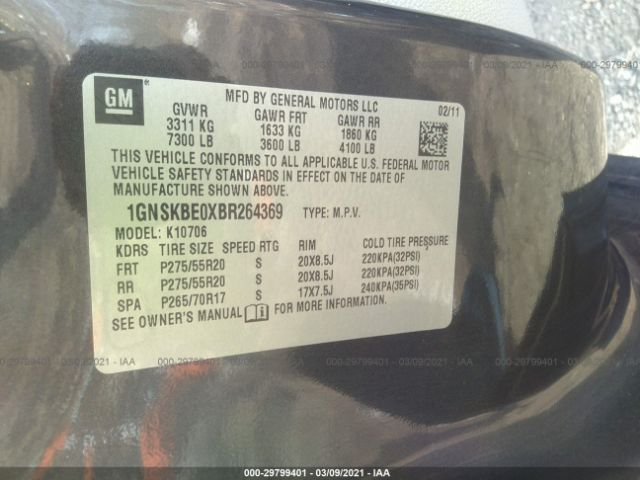 GM
MFD BY GENERAL MOTORS LLC
02/11
GVWR GAWR FRT GAWR RR
3311 KG 1633 KG 1860 KG
7300 LB 3600 LB 4100 LB
THIS VEHICLE CONFORMS TO ALL APPLICABLE U.S. FEDERAL MOTOR
VEHICLE SAFETY STANDARDS IN EFFECT ON THE DATE OF
MANUFACTURE SHOWN ABOVE.
1GNSKBE0XBR264369 TYPE: M.P.V.
MODEL: K10706
KDRS TIRE SIZE SPEED RTG RIM COLD TIRE PRESSURE
FRT P275/55R20 S 20X8.5J 220KPA(32PSI)
RR P275/55R20 S 20X8.5J 220KPA(32PSI)
SPA P265/70R17 S 17X7.5J 240KPA(35PSI)
SEE OWNER'S MANUAL FOR MORE INFORMATION.
000-29799401 - 03/09/2021 - IAA